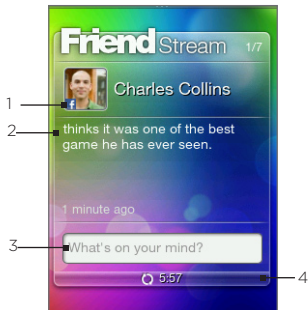 Friend Stream 1/7
1 Charles Collins
2 thinks it was one of the best
game he has ever seen.
1 minute ago
3 What's on your mind?
5:57 4